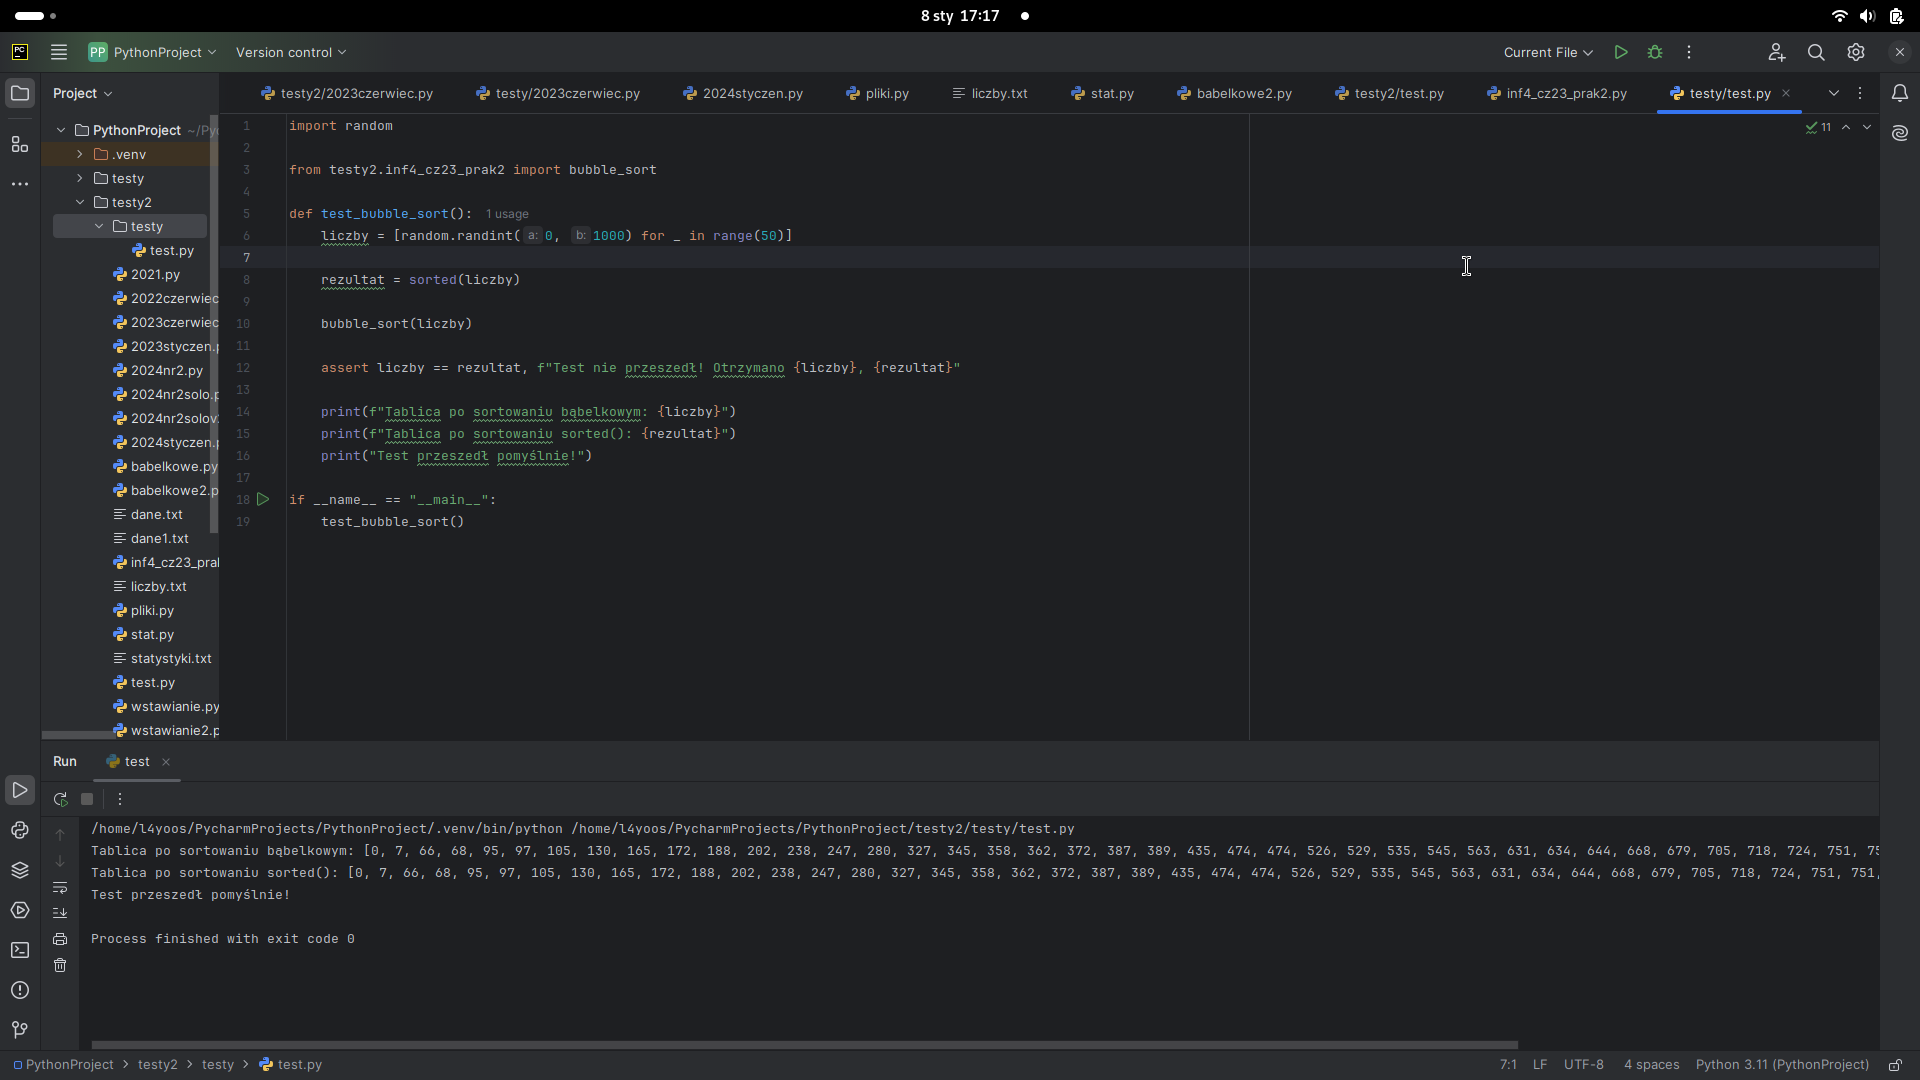 8 sty 17:17
PC
PP PythonProject
Version control
Current File
Project
testy2/2023czerwiec.py
testy/2023czerwiec.py
2024styczen.py
pliki.py
liczby.txt
stat.py
babelkowe2.py
testy2/test.py
inf4_cz23_prak2.py
testy/test.py
PythonProject ~/Py
.venv
testy
testy2
testy
test.py
2021.py
2022czerwiec
2023czerwiec
2023styczen.p
2024nr2.py
2024nr2solo.p
2024nr2solov
2024styczen.p
babelkowe.py
babelkowe2.p
dane.txt
dane1.txt
inf4_cz23_prak
liczby.txt
pliki.py
stat.py
statystyki.txt
test.py
wstawianie.py
wstawianie2.p
11
1 import random
2
3 from testy2.inf4_cz23_prak2 import bubble_sort
4
5 def test_bubble_sort(): 1 usage
6 liczby = [random.randint( a: 0, b: 1000) for _ in range(50)]
7
8 rezultat = sorted(liczby)
9
10 bubble_sort(liczby)
11
12 assert liczby == rezultat, f"Test nie przeszedł! Otrzymano {liczby}, {rezultat}"
13
14 print(f"Tablica po sortowaniu bąbelkowym: {liczby}")
15 print(f"Tablica po sortowaniu sorted(): {rezultat}")
16 print("Test przeszedł pomyślnie!")
17
18 if __name__ == "__main__":
19 test_bubble_sort()
Run
test
/home/l4yoos/PycharmProjects/PythonProject/.venv/bin/python /home/l4yoos/PycharmProjects/PythonProject/testy2/testy/test.py
Tablica po sortowaniu bąbelkowym: [0, 7, 66, 68, 95, 97, 105, 130, 165, 172, 188, 202, 238, 247, 280, 327, 345, 358, 362, 372, 387, 389, 435, 474, 474, 526, 529, 535, 545, 563, 631, 634, 644, 668, 679, 705, 718, 724, 751, 75
Tablica po sortowaniu sorted(): [0, 7, 66, 68, 95, 97, 105, 130, 165, 172, 188, 202, 238, 247, 280, 327, 345, 358, 362, 372, 387, 389, 435, 474, 474, 526, 529, 535, 545, 563, 631, 634, 644, 668, 679, 705, 718, 724, 751, 751,
Test przeszedł pomyślnie!
Process finished with exit code 0
PythonProject > testy2 > testy > test.py
7:1
LF
UTF-8
4 spaces
Python 3.11 (PythonProject)